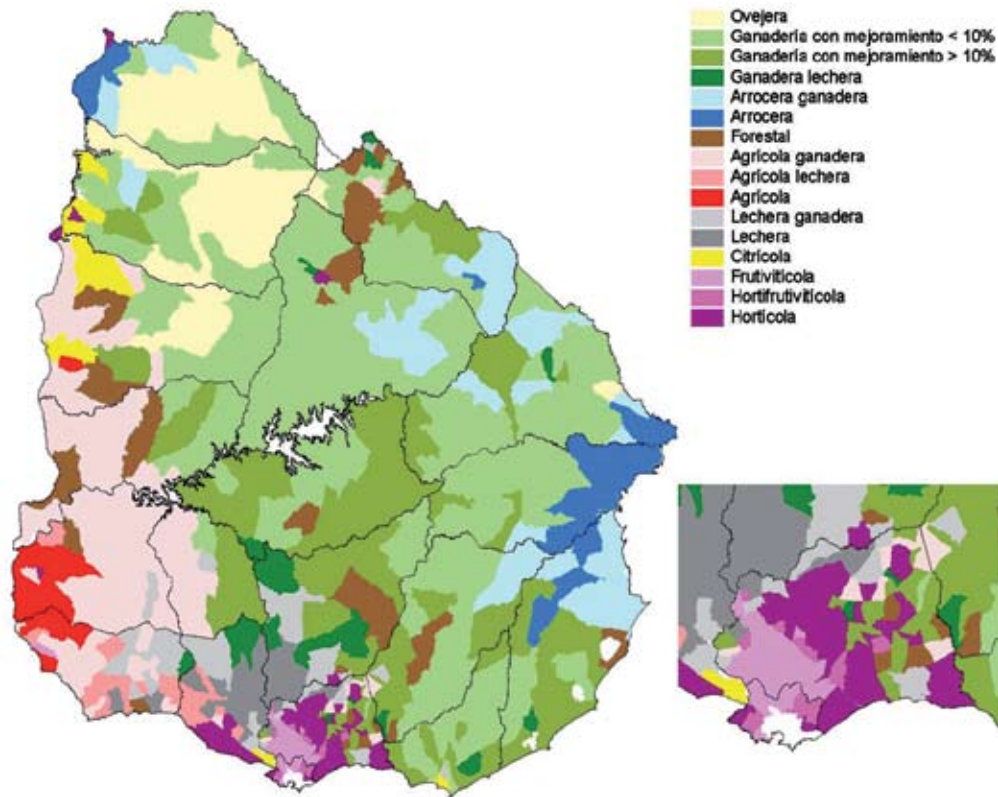 Ovejera
Ganadería con mejoramiento < 10%
Ganadería con mejoramiento > 10%
Ganadera lechera
Arrocera ganadera
Arrocera
Forestal
Agrícola ganadera
Agrícola lechera
Agrícola
Lechera ganadera
Lechera
Citrícola
Frutivitícola
Hortifrutivitícola
Hortícola